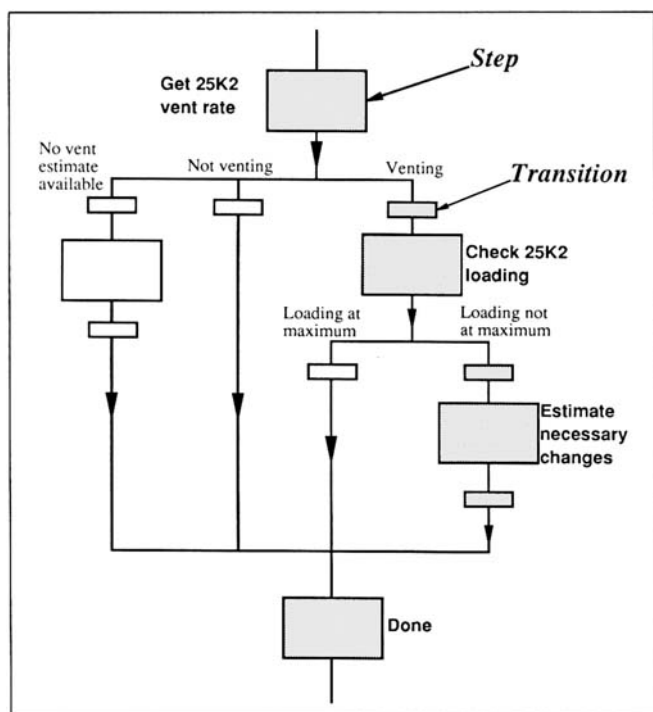 Step
Get 25K2
vent rate
No vent
estimate
available
Not venting
Venting
Transition
Check 25K2
loading
Loading at
maximum
Loading not
at maximum
Estimate
necessary
changes
Done